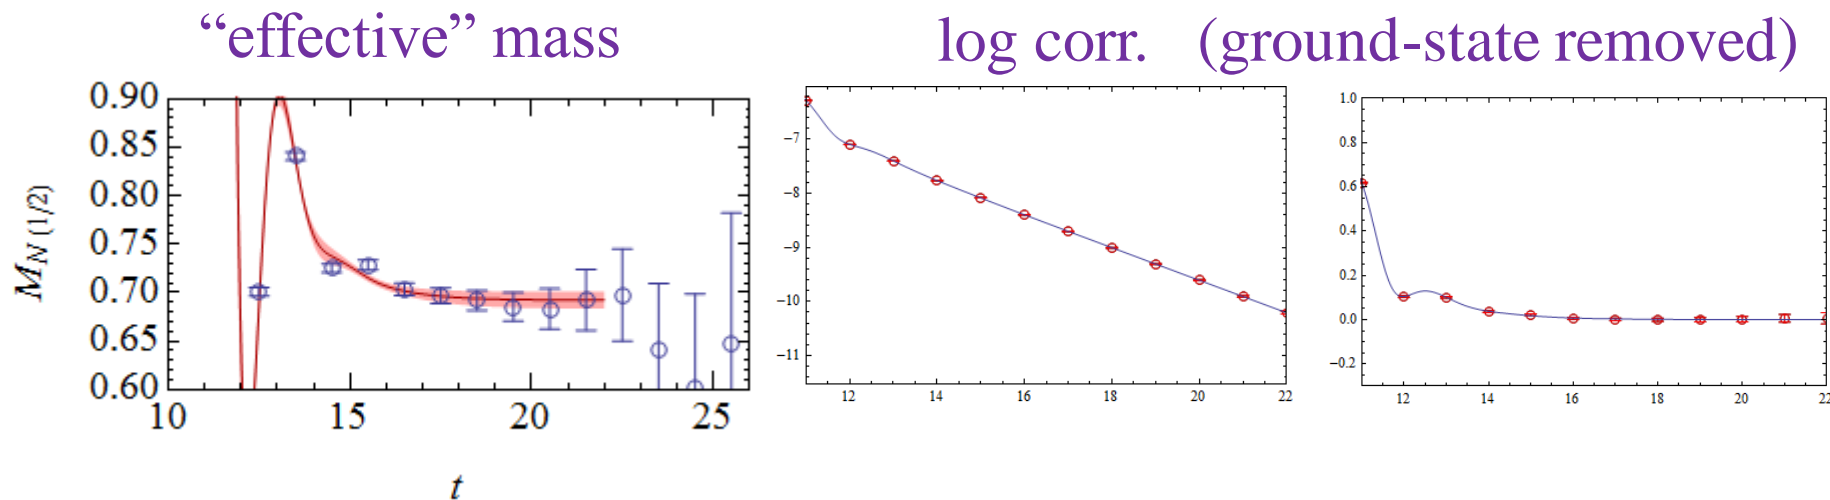 “effective” mass
log corr. (ground-state removed)
0.90
0.85
0.80
0.75
0.70
0.65
0.60
M_N (1/2)
10 15 20 25
t
−7
−8
−9
−10
−11
12 14 16 18 20 22
1.0
0.8
0.6
0.4
0.2
0.0
−0.2
12 14 16 18 20 22